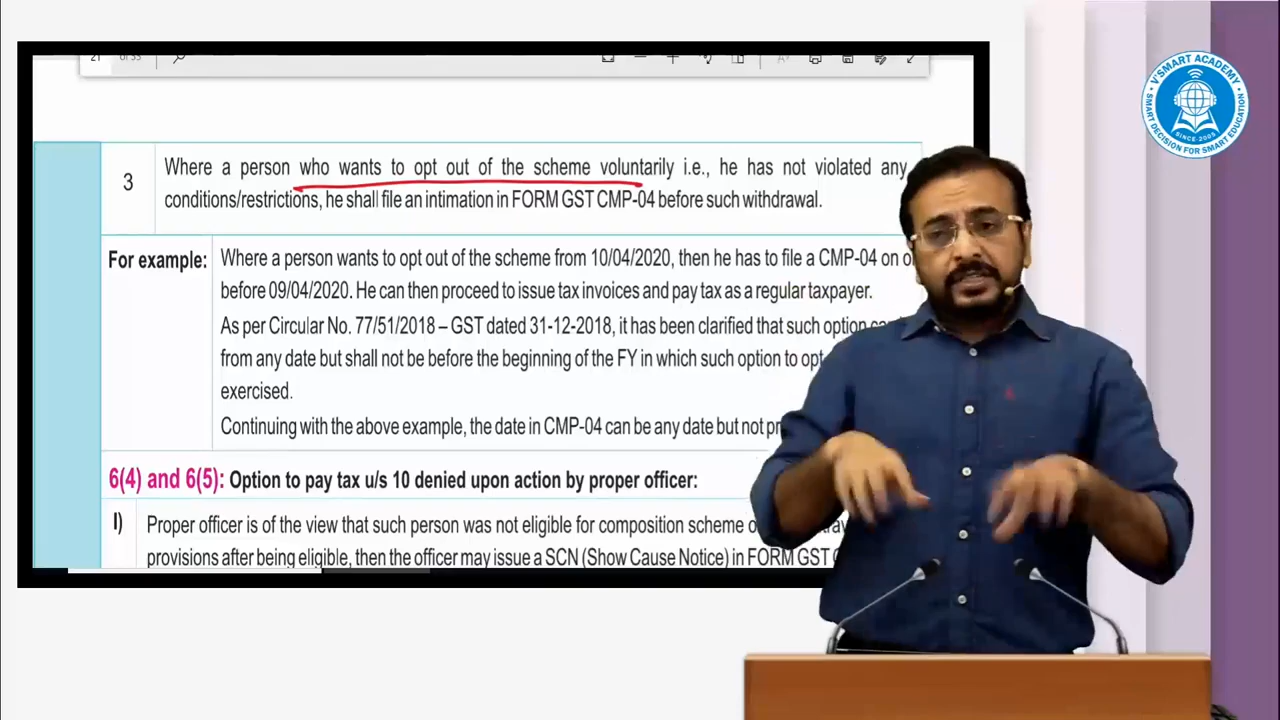 21 of 35
3 Where a person who wants to opt out of the scheme voluntarily i.e., he has not violated any
conditions/restrictions, he shall file an intimation in FORM GST CMP-04 before such withdrawal.
For example: Where a person wants to opt out of the scheme from 10/04/2020, then he has to file a CMP-04 on
before 09/04/2020. He can then proceed to issue tax invoices and pay tax as a regular taxpayer.
As per Circular No. 77/51/2018 – GST dated 31-12-2018, it has been clarified that such option
from any date but shall not be before the beginning of the FY in which such option to opt
exercised.
Continuing with the above example, the date in CMP-04 can be any date but not
6(4) and 6(5): Option to pay tax u/s 10 denied upon action by proper officer:
I) Proper officer is of the view that such person was not eligible for composition scheme
provisions after being eligible, then the officer may issue a SCN (Show Cause Notice) in FORM GST
V'SMART ACADEMY
SMART DECISION FOR SMART EDUCATION
SINCE-2005